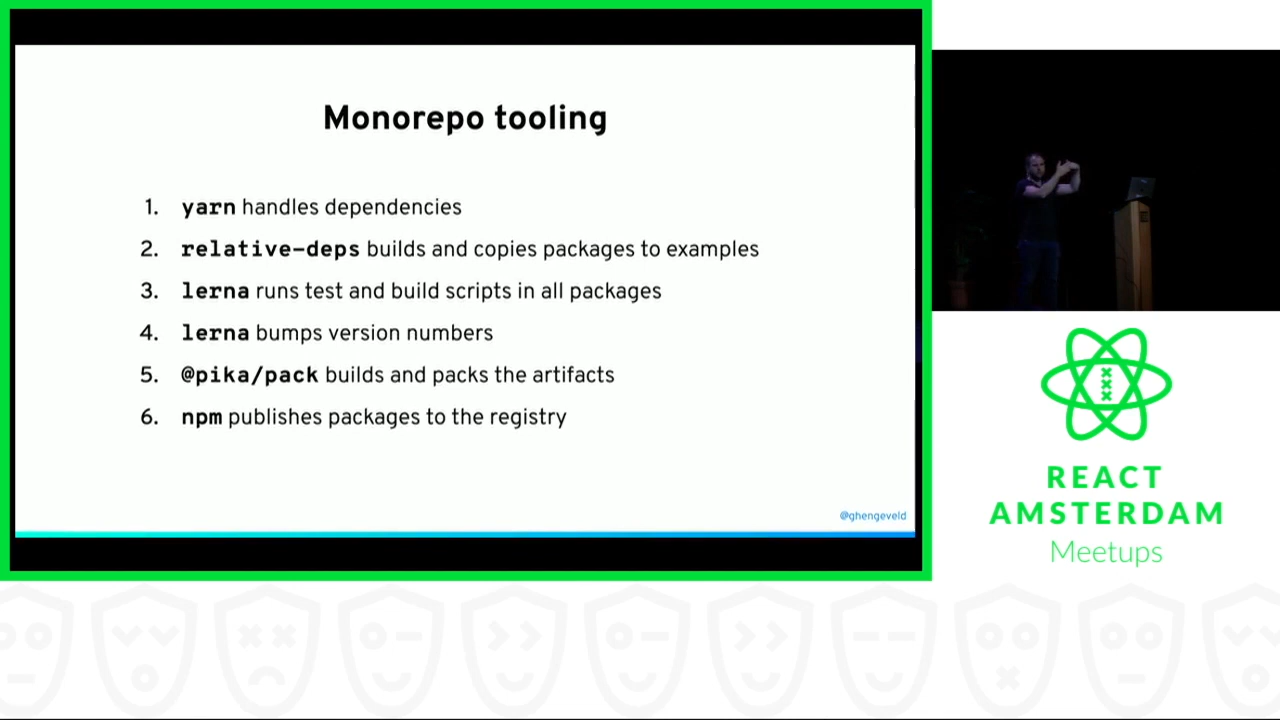 Monorepo tooling
1. yarn handles dependencies
2. relative-deps builds and copies packages to examples
3. lerna runs test and build scripts in all packages
4. lerna bumps version numbers
5. @pika/pack builds and packs the artifacts
6. npm publishes packages to the registry
@ghengeveld
REACT
AMSTERDAM
Meetups